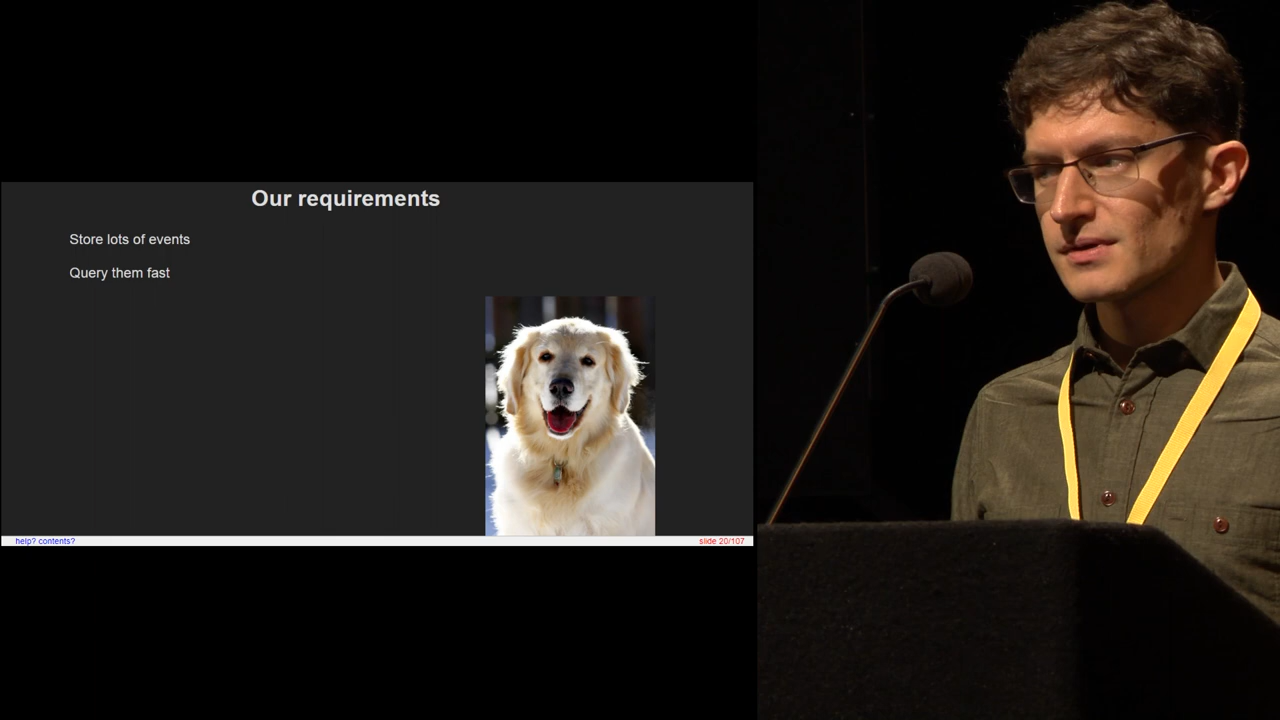 Our requirements
Store lots of events
Query them fast
help? contents?
slide 20/107